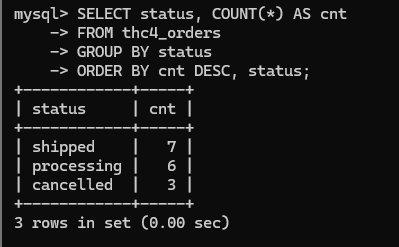 mysql> SELECT status, COUNT(*) AS cnt
    -> FROM thc4_orders
    -> GROUP BY status
    -> ORDER BY cnt DESC, status;
+------------+-----+
| status     | cnt |
+------------+-----+
| shipped    |   7 |
| processing |   6 |
| cancelled  |   3 |
+------------+-----+
3 rows in set (0.00 sec)